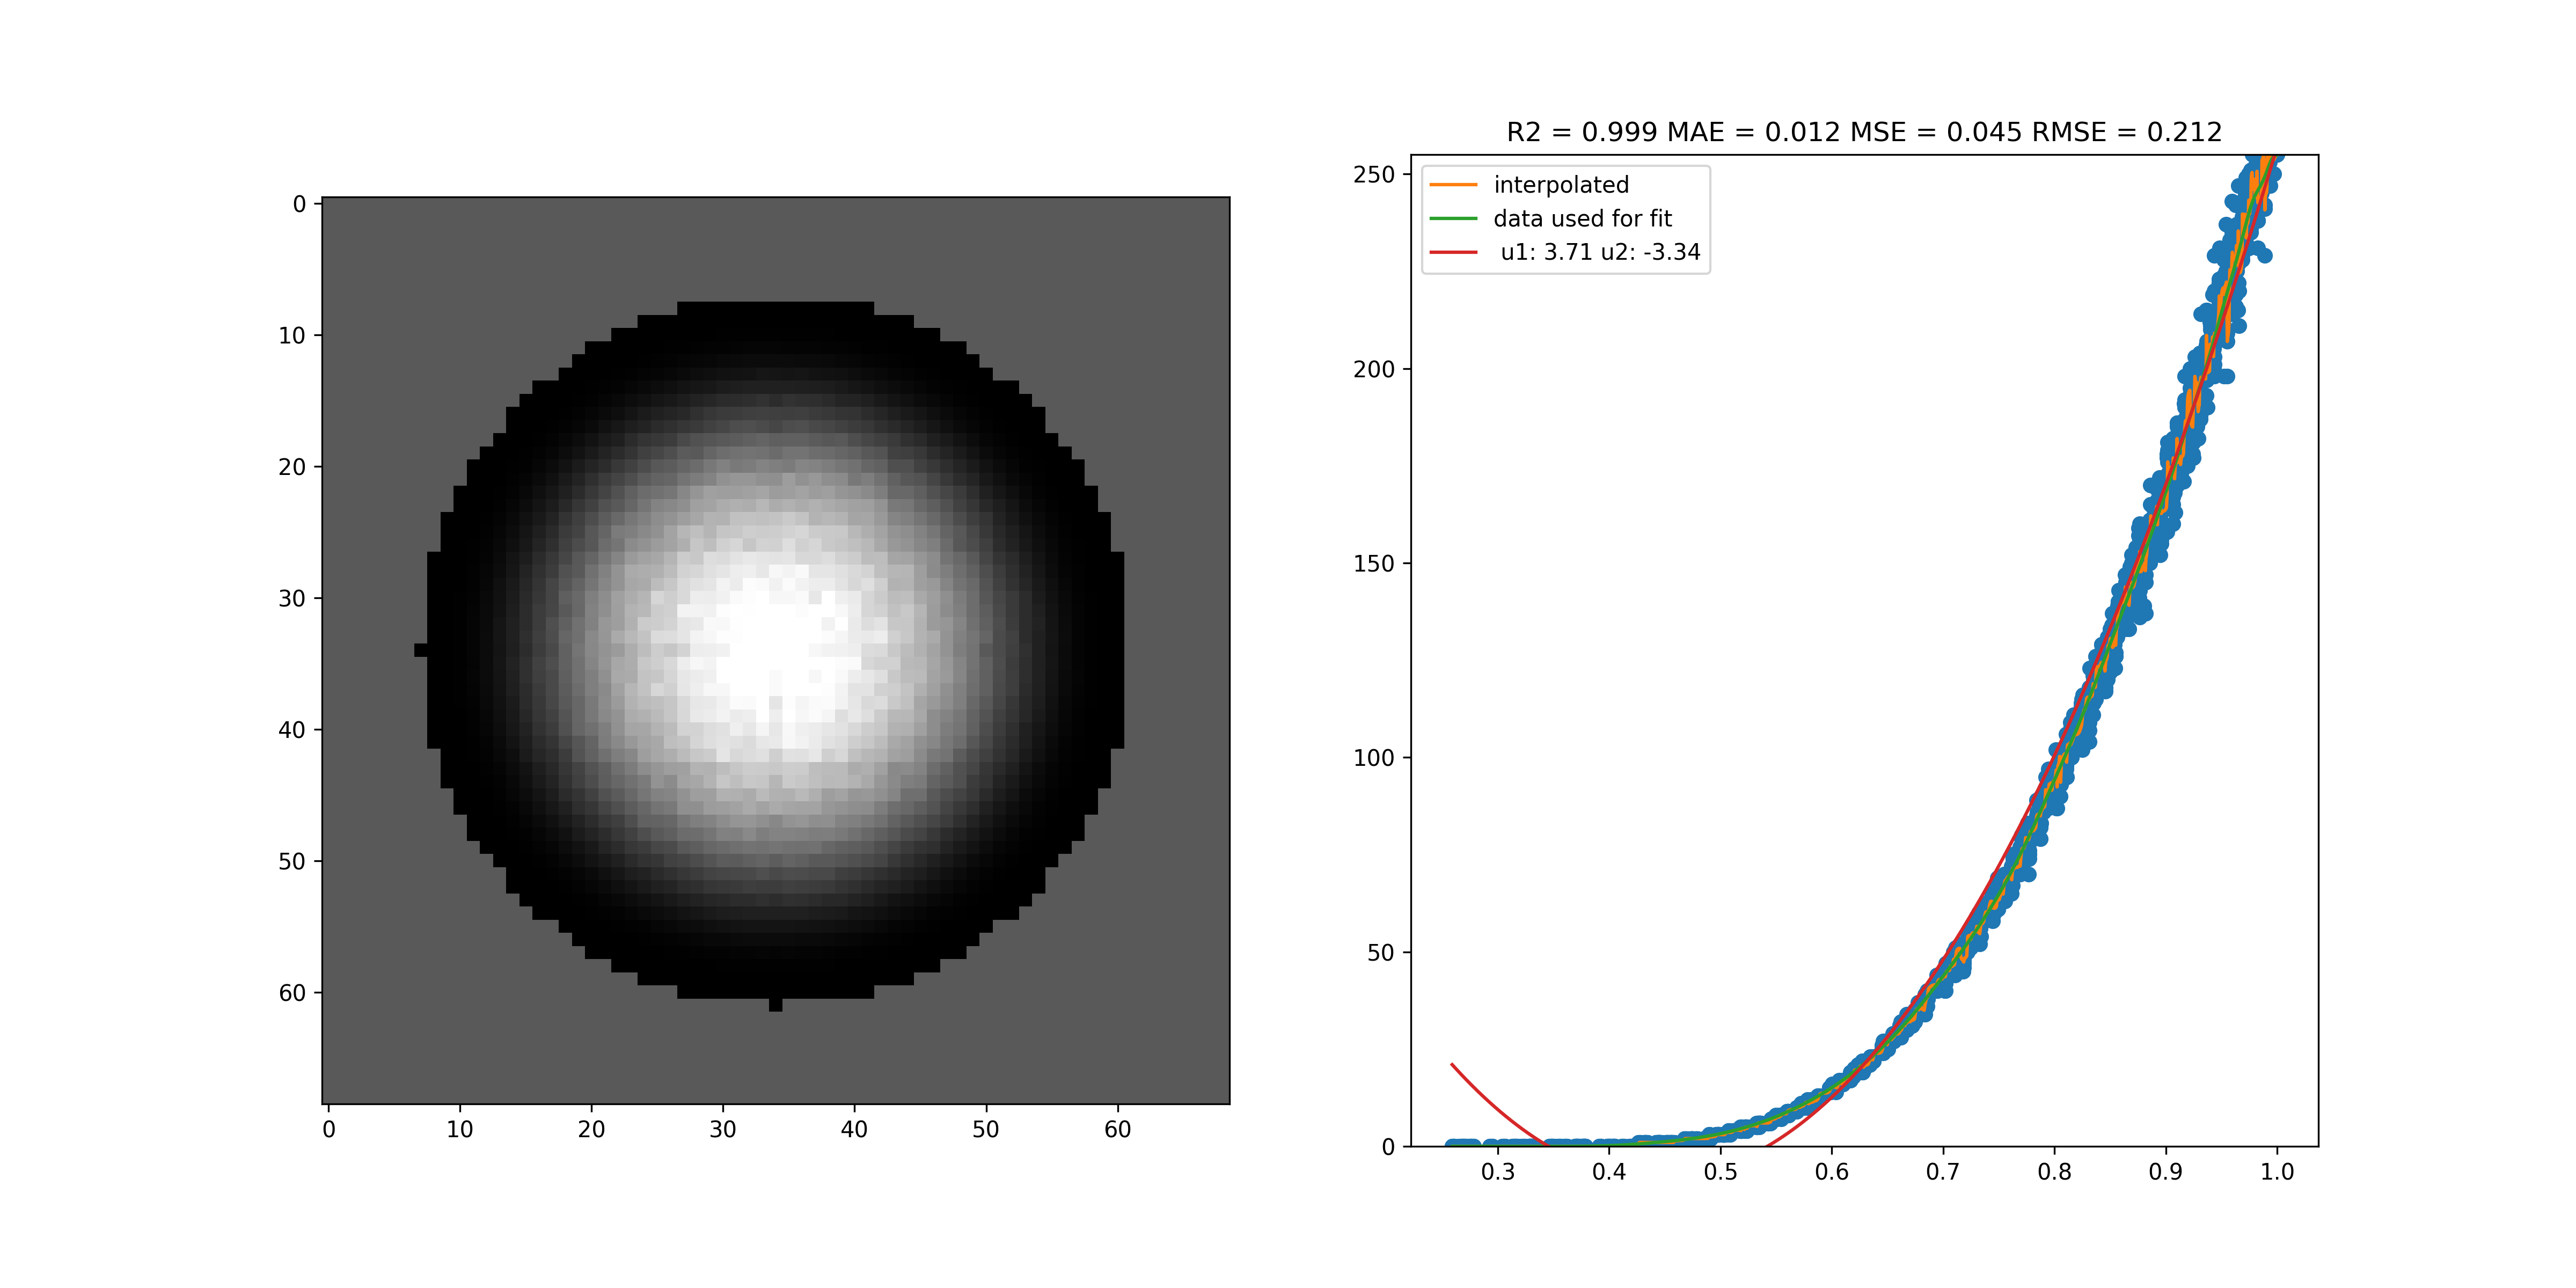 R2 = 0.999 MAE = 0.012 MSE = 0.045 RMSE = 0.212
0
10
20
30
40
50
60
0 10 20 30 40 50 60
250
200
150
100
50
0
interpolated
data used for fit
u1: 3.71 u2: -3.34
0.3 0.4 0.5 0.6 0.7 0.8 0.9 1.0